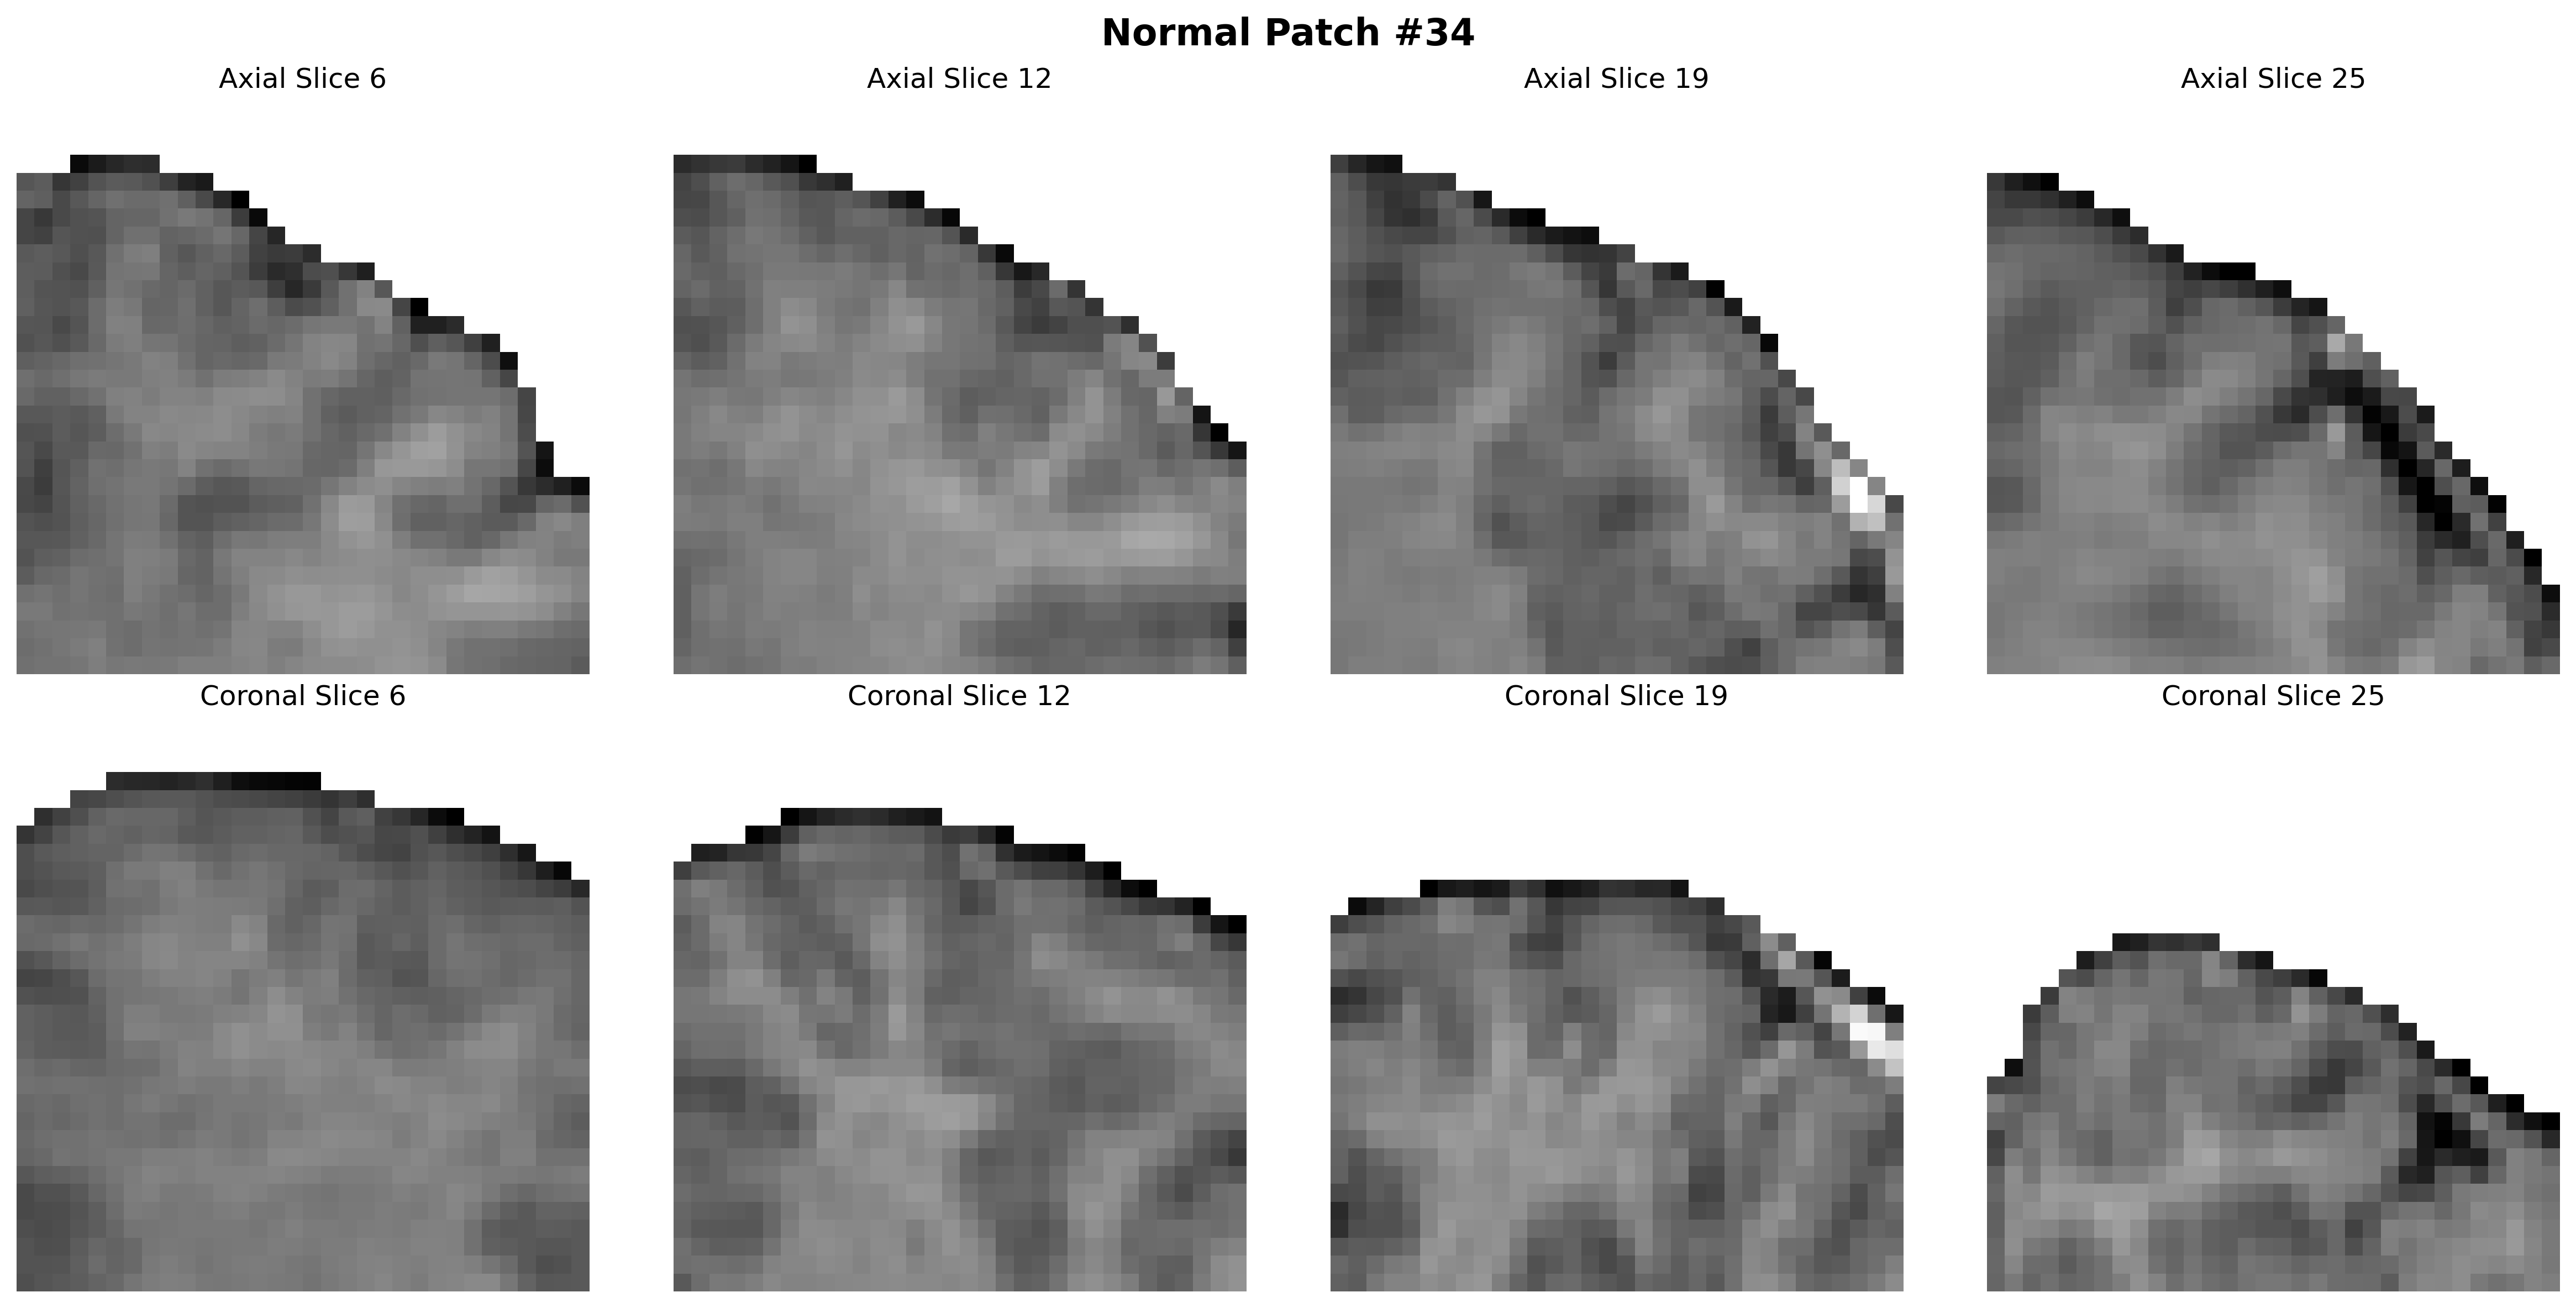 Normal Patch #34
Axial Slice 6
Axial Slice 12
Axial Slice 19
Axial Slice 25
Coronal Slice 6
Coronal Slice 12
Coronal Slice 19
Coronal Slice 25